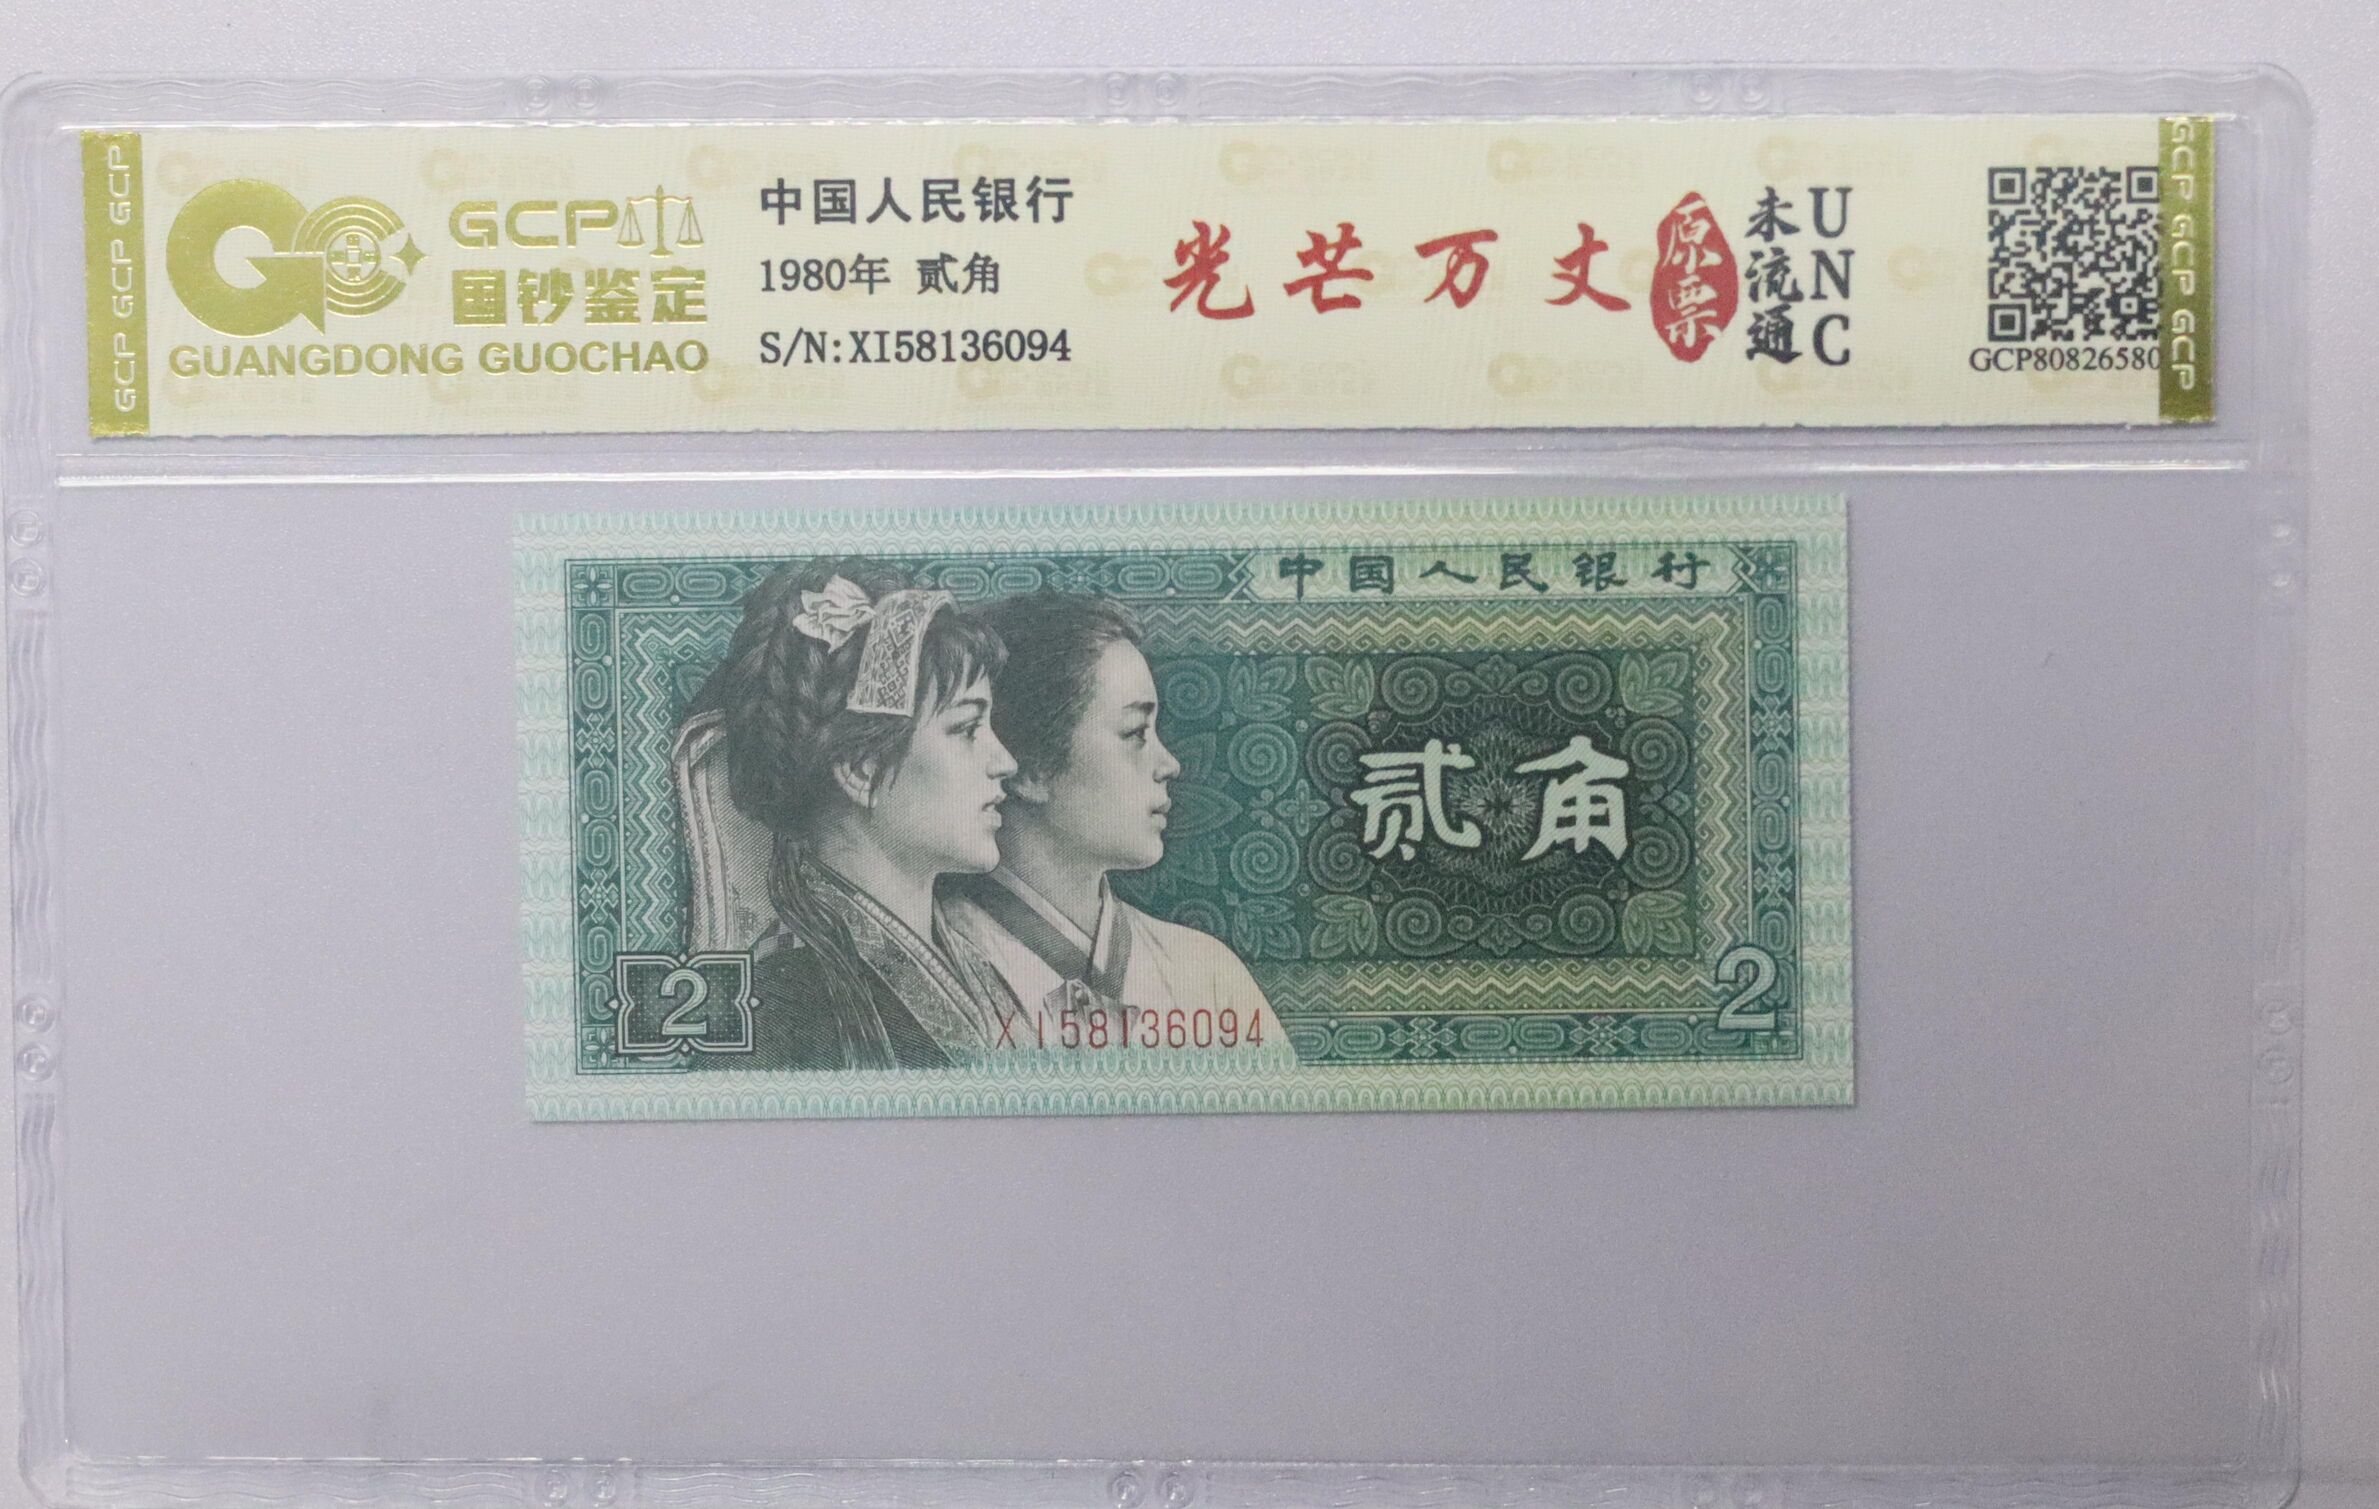 GCP GCP GCP
GCP
国钞鉴定
GUANGDONG GUOCHAO
中国人民银行
1980年 贰角
S/N:XI58136094
光芒万丈
原票
未流通
UNC
GCP80826580
GCP GCP GCP
中国人民银行
贰角
2
2
XI58136094